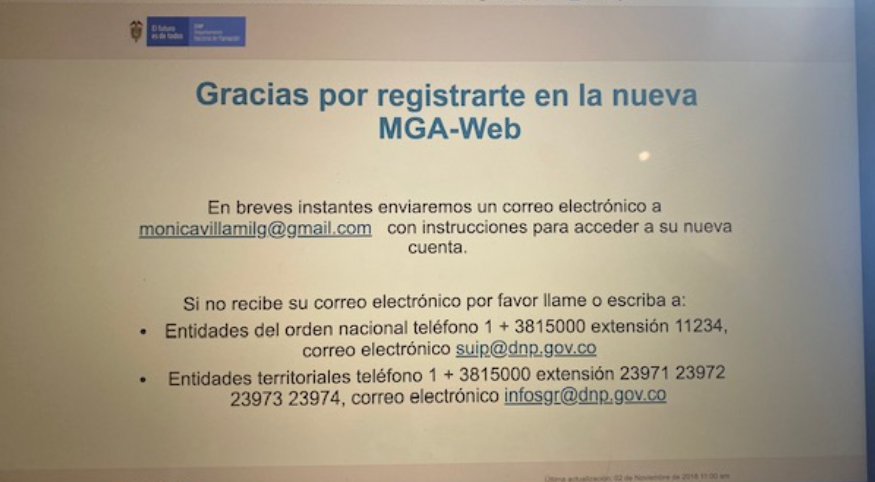 El futuro
es de todos
DNP
Departamento
Nacional de Planeación
Gracias por registrarte en la nueva
MGA-Web
En breves instantes enviaremos un correo electrónico a
monicavillamilg@gmail.com con instrucciones para acceder a su nueva
cuenta.
Si no recibe su correo electrónico por favor llame o escriba a:
• Entidades del orden nacional teléfono 1 + 3815000 extensión 11234,
correo electrónico suip@dnp.gov.co
• Entidades territoriales teléfono 1 + 3815000 extensión 23971 23972
23973 23974, correo electrónico infosgr@dnp.gov.co
Última actualización: 02 de Noviembre de 2018 11:00 am